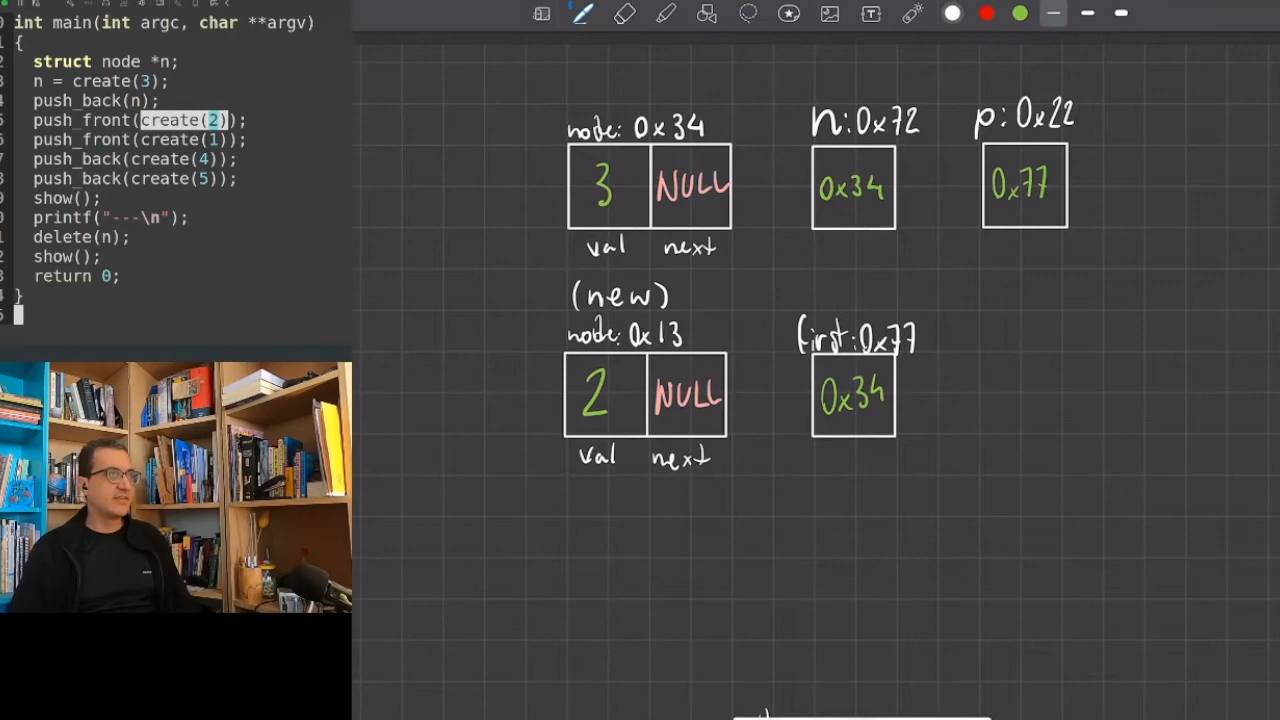 int main(int argc, char **argv)
{
struct node *n;
n = create(3);
push_back(n);
push_front(create(2));
push_front(create(1));
push_back(create(4));
push_back(create(5));
show();
printf("---\n");
delete(n);
show();
return 0;
}
node: 0x34
n:0x72
p: 0x22
3 NULL
0x34
0x77
val next
(new)
node: 0x13
first:0x77
2 NULL
0x34
val next